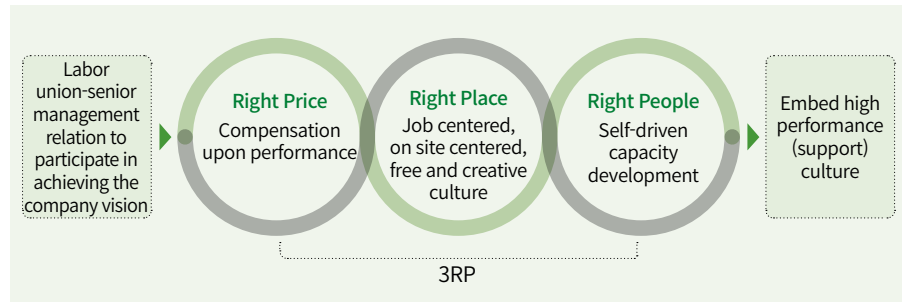 Labor
union-senior
management
relation to
participate in
achieving the
company vision
Right Price
Compensation
upon performance
Right Place
Job centered,
on site centered,
free and creative
culture
Right People
Self-driven
capacity
development
Embed high
performance
(support)
culture
3RP